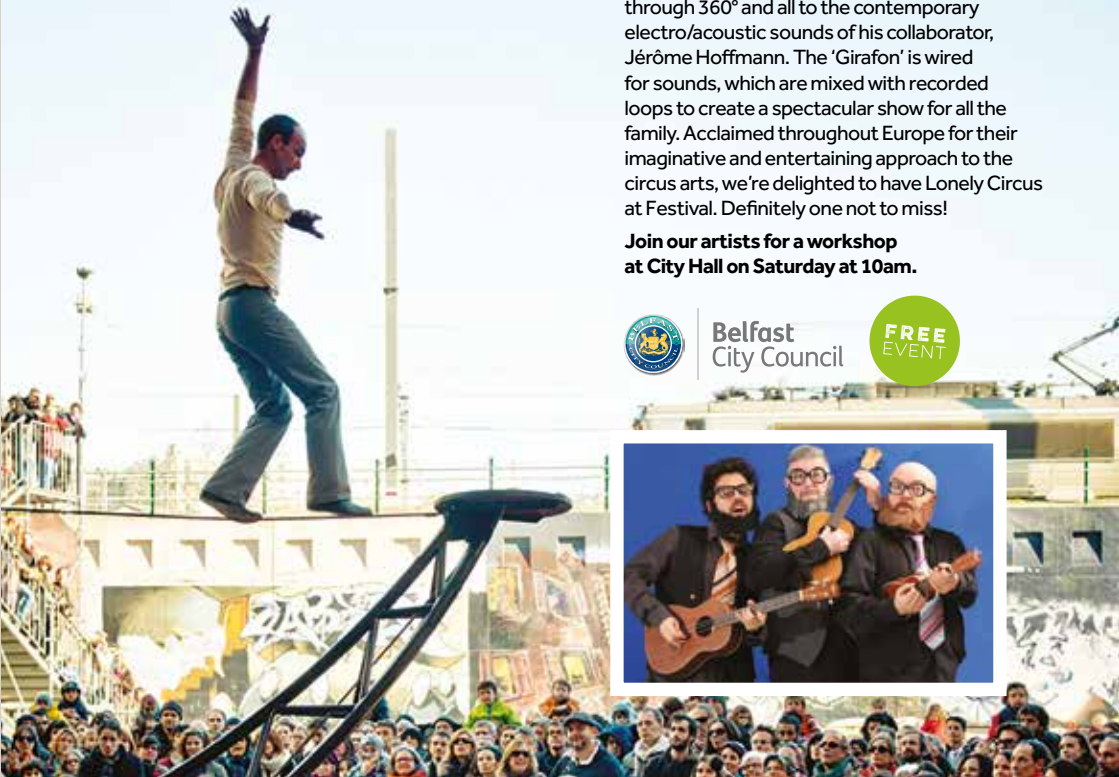 through 360° and all to the contemporary
electro/acoustic sounds of his collaborator,
Jérôme Hoffmann. The ‘Girafon’ is wired
for sounds, which are mixed with recorded
loops to create a spectacular show for all the
family. Acclaimed throughout Europe for their
imaginative and entertaining approach to the
circus arts, we’re delighted to have Lonely Circus
at Festival. Definitely one not to miss!
Join our artists for a workshop
at City Hall on Saturday at 10am.
BELFAST
CITY COUNCIL
Belfast
City Council
FREE
EVENT